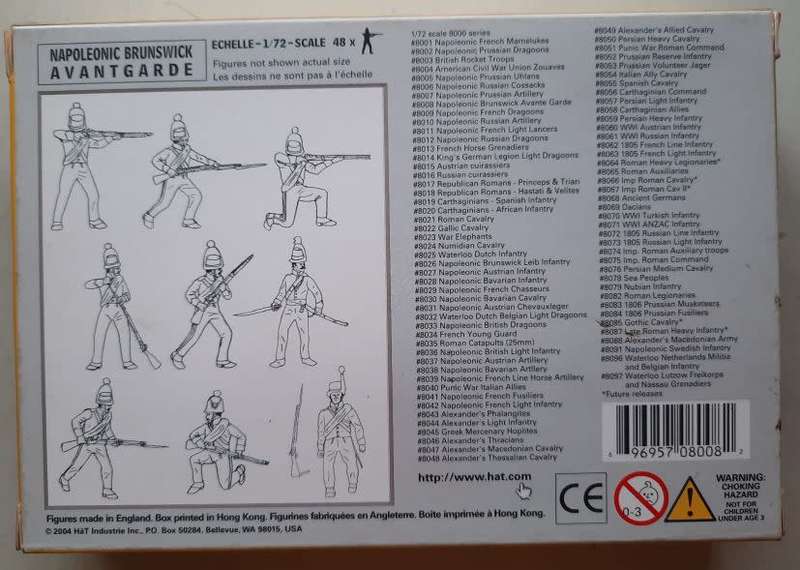 NAPOLEONIC BRUNSWICK
AVANTGARDE
ECHELLE-1/72-SCALE 48 x
Figures not shown actual size
Les dessins ne sont pas à l'échelle
1/72 scale 8000 series
#8001 Napoleonic French Mamelukes
#8002 Napoleonic Prussian Dragoons
#8003 British Rocket Troops
#8004 American Civil War Union Zouaves
#8005 Napoleonic Prussian Uhlans
#8006 Napoleonic Russian Cossacks
#8007 Napoleonic Prussian Artillery
#8008 Napoleonic Brunswick Avante Garde
#8009 Napoleonic French Dragoons
#8010 Napoleonic Russian Artillery
#8011 Napoleonic French Light Lancers
#8012 Napoleonic Russian Dragoons
#8013 French Horse Grenadiers
#8014 King's German Legion Light Dragoons
#8015 Austrian cuirassiers
#8016 Russian cuirassiers
#8017 Republican Romans - Princeps & Triari
#8018 Republican Romans - Hastati & Velites
#8019 Carthaginians - Spanish Infantry
#8020 Carthaginians - African Infantry
#8021 Roman Cavalry
#8022 Gallic Cavalry
#8023 War Elephants
#8024 Numidian Cavalry
#8025 Waterloo Dutch Infantry
#8026 Napoleonic Brunswick Leib Infantry
#8027 Napoleonic Austrian Infantry
#8028 Napoleonic Bavarian Infantry
#8029 Napoleonic French Chasseurs
#8030 Napoleonic Bavarian Cavalry
#8031 Napoleonic Austrian Chevauxleger
#8032 Waterloo Dutch Belgian Light Dragoons
#8033 Napoleonic British Dragoons
#8034 French Young Guard
#8035 Roman Catapults (25mm)
#8036 Napoleonic British Light Infantry
#8037 Napoleonic Austrian Artillery
#8038 Napoleonic Bavarian Artillery
#8039 Napoleonic French Line Horse Artillery
#8040 Punic War Italian Allies
#8041 Napoleonic French Fusiliers
#8042 Napoleonic French Light Infantry
#8043 Alexander's Phalangites
#8044 Alexander's Light Infantry
#8045 Greek Mercenary Hoplites
#8046 Alexander's Thracians
#8047 Alexander's Macedonian Cavalry
#8048 Alexander's Thessalian Cavalry
#8049 Alexander's Allied Cavalry
#8050 Persian Heavy Cavalry
#8051 Punic War Roman Command
#8052 Prussian Reserve Infantry
#8053 Prussian Volunteer Jager
#8054 Italian Ally Cavalry
#8055 Spanish Cavalry
#8056 Carthaginian Command
#8057 Persian Light Infantry
#8058 Carthaginian Allies
#8059 Persian Heavy Infantry
#8060 WWI Austrian Infantry
#8061 WWI Russian Infantry
#8062 1805 French Line Infantry
#8063 1805 French Light Infantry
#8064 Roman Heavy Legionaries*
#8065 Roman Auxiliaries
#8066 Imp Roman Cavalry*
#8067 Imp Roman Cav II*
#8068 Ancient Germans
#8069 Dacians
#8070 WWI Turkish Infantry
#8071 WWI ANZAC Infantry
#8072 1805 Russian Line Infantry
#8073 1805 Russian Light Infantry
#8074 Imp. Roman Auxiliary troops
#8075 Imp. Roman Command
#8076 Persian Medium Cavalry
#8078 Sea Peoples
#8079 Nubian Infantry
#8082 Roman Legionaries
#8083 1806 Prussian Musketeers
#8084 1806 Prussian Fusiliers
#8085 Gothic Cavalry*
#8087 Late Roman Heavy Infantry*
#8088 Alexander's Macedonian Army
#8091 Napoleonic Swedish Infantry
#8096 Waterloo Netherlands Militia
and Belgian Infantry
#8097 Waterloo Lutzow Freikorps
and Nassau Grenadiers
*Future releases
6 96957 08008 2
http://www.hat.com
CE
0-3
WARNING:
CHOKING
HAZARD
NOT FOR
CHILDREN
UNDER AGE 3
Figures made in England. Box printed in Hong Kong. Figurines fabriquées en Angleterre. Boîte imprimée à Hong Kong.
© 2004 HäT Industrie Inc., P.O. Box 50284, Bellevue, WA 98015, USA